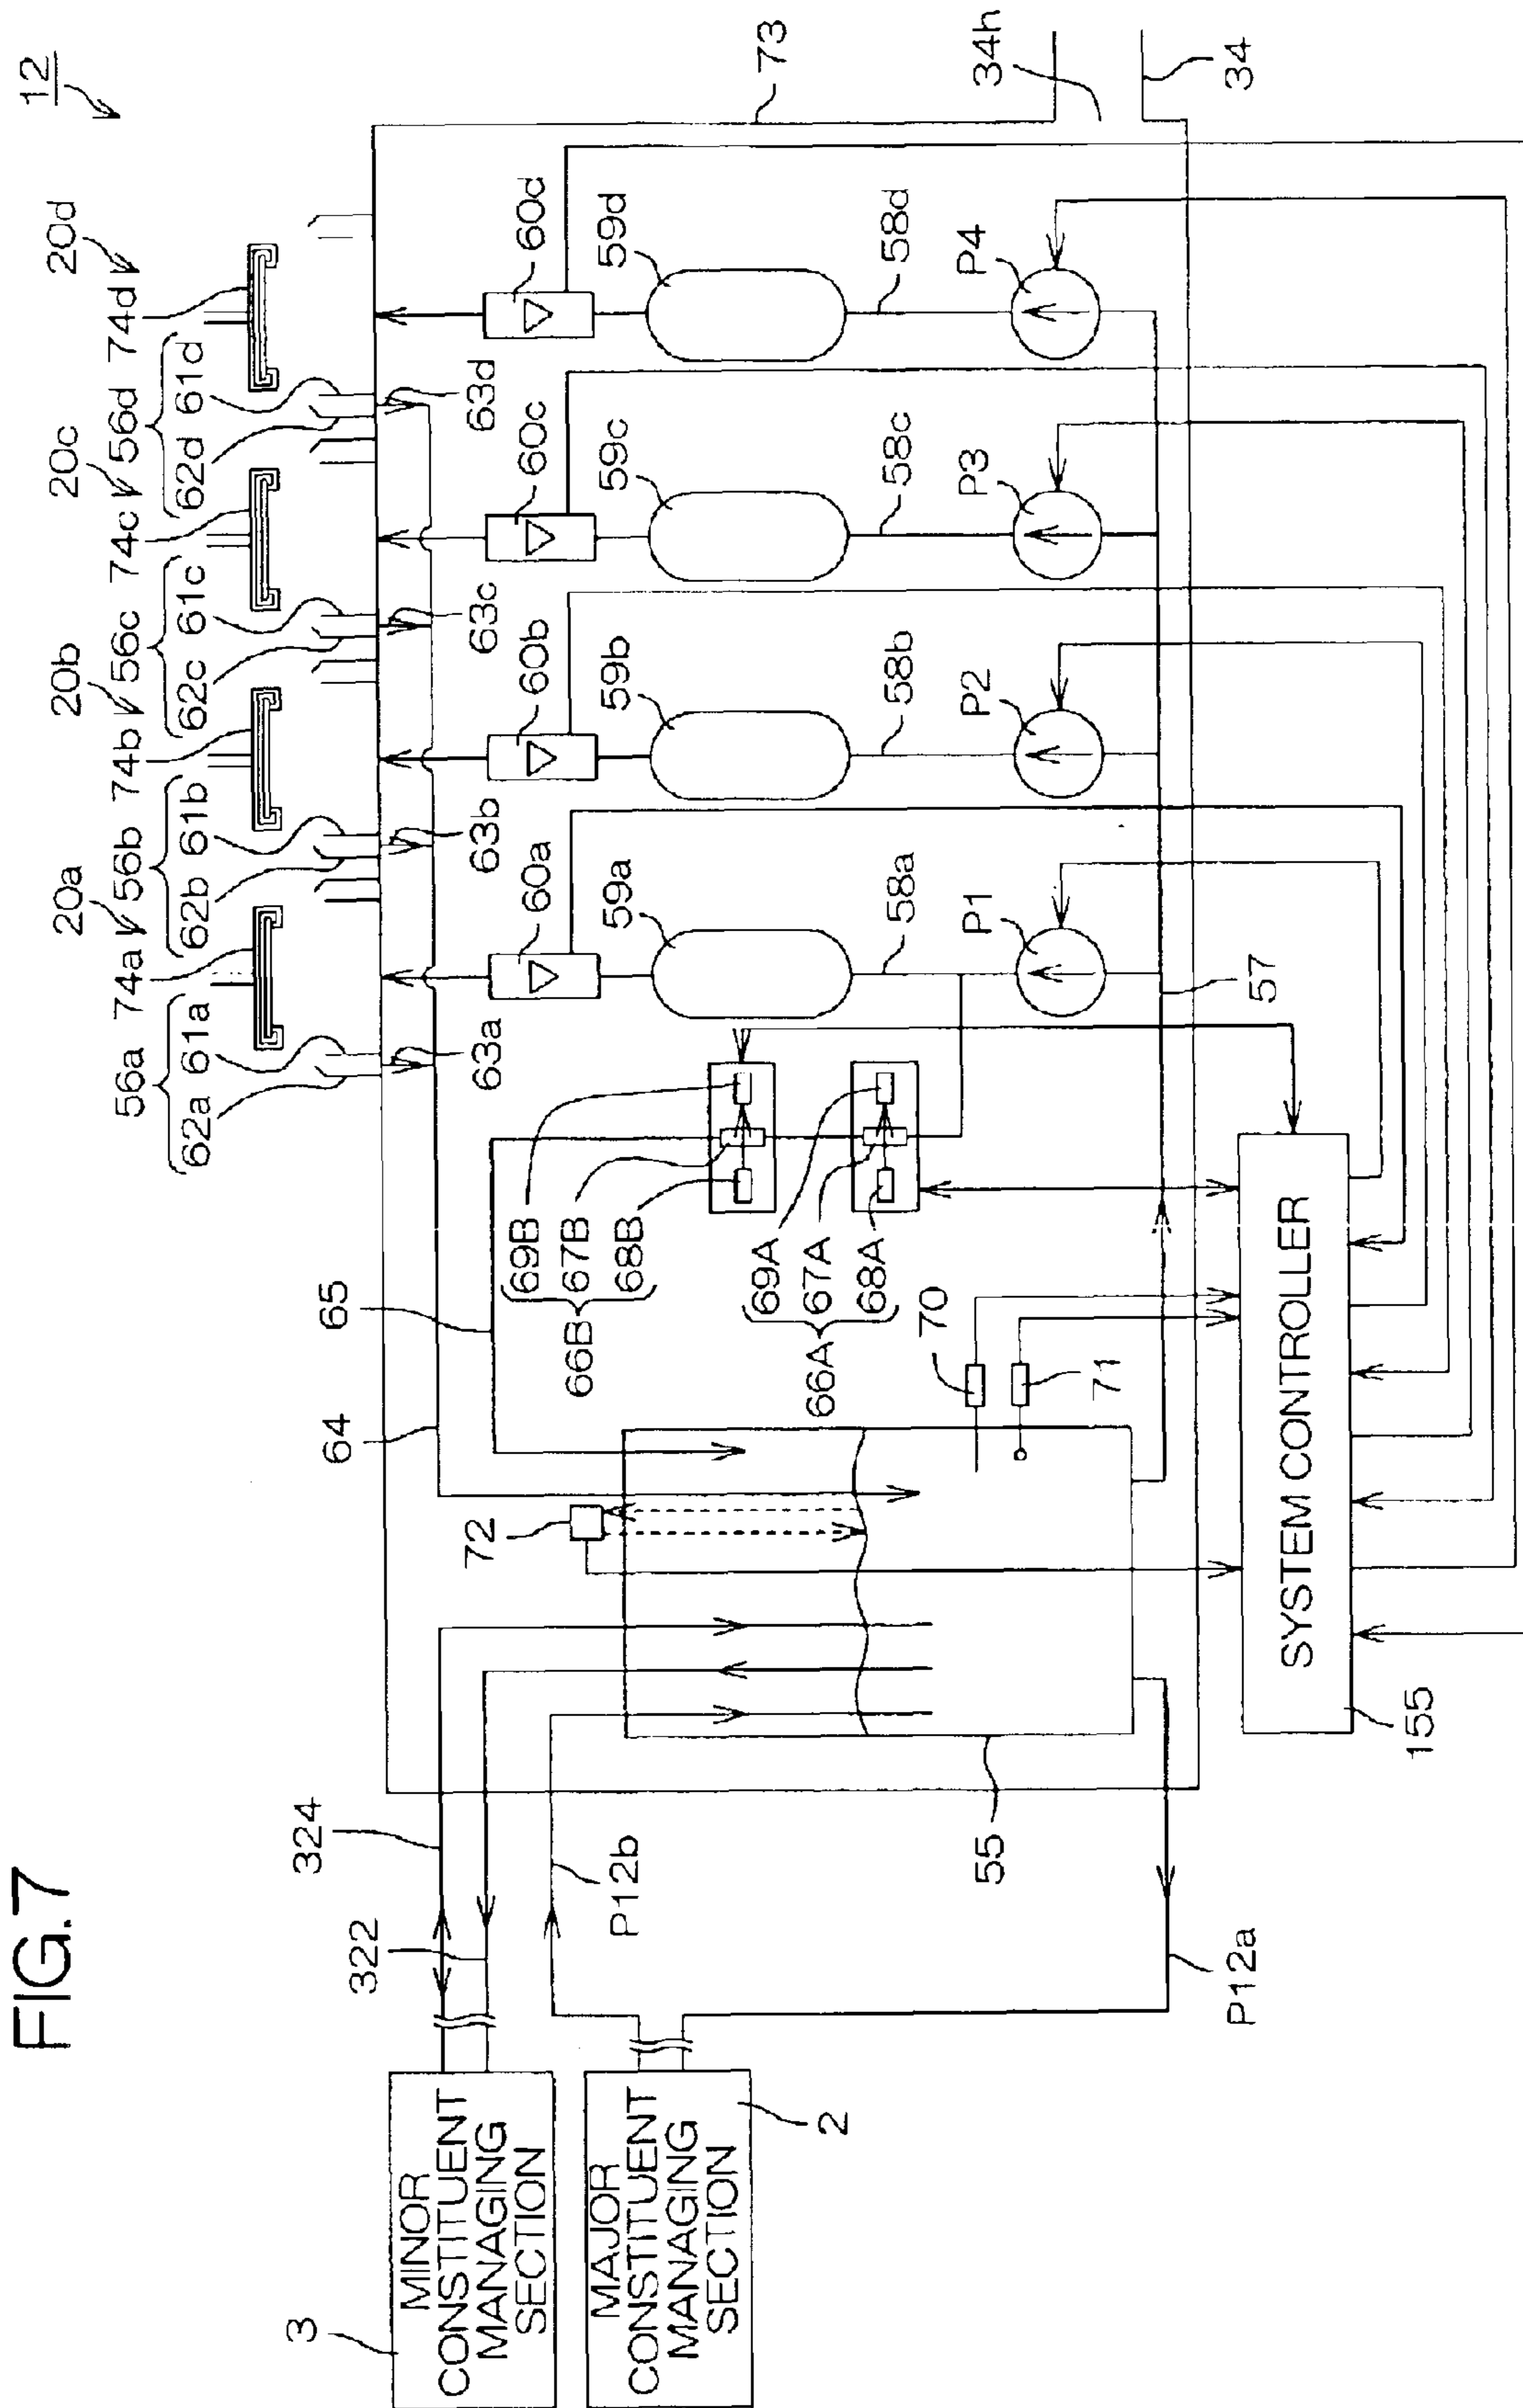 FIG.7
12
20a
20b
20c
20d
56a
74a
56b
74b
56c
74c
56d
74d
62a
61a
62b
61b
62c
61c
62d
61d
63a
63b
63c
63d
64
65
60a
60b
60c
60d
59a
59b
59c
59d
58a
58b
58c
58d
P1
P2
P3
P4
57
73
34h
34
72
69B
67B
68B
66B
69A
67A
68A
66A
70
71
324
322
P12b
P12a
55
3
MINOR
CONSTITUENT
MANAGING
SECTION
MAJOR
CONSTITUENT
MANAGING
SECTION
2
SYSTEM CONTROLLER
155